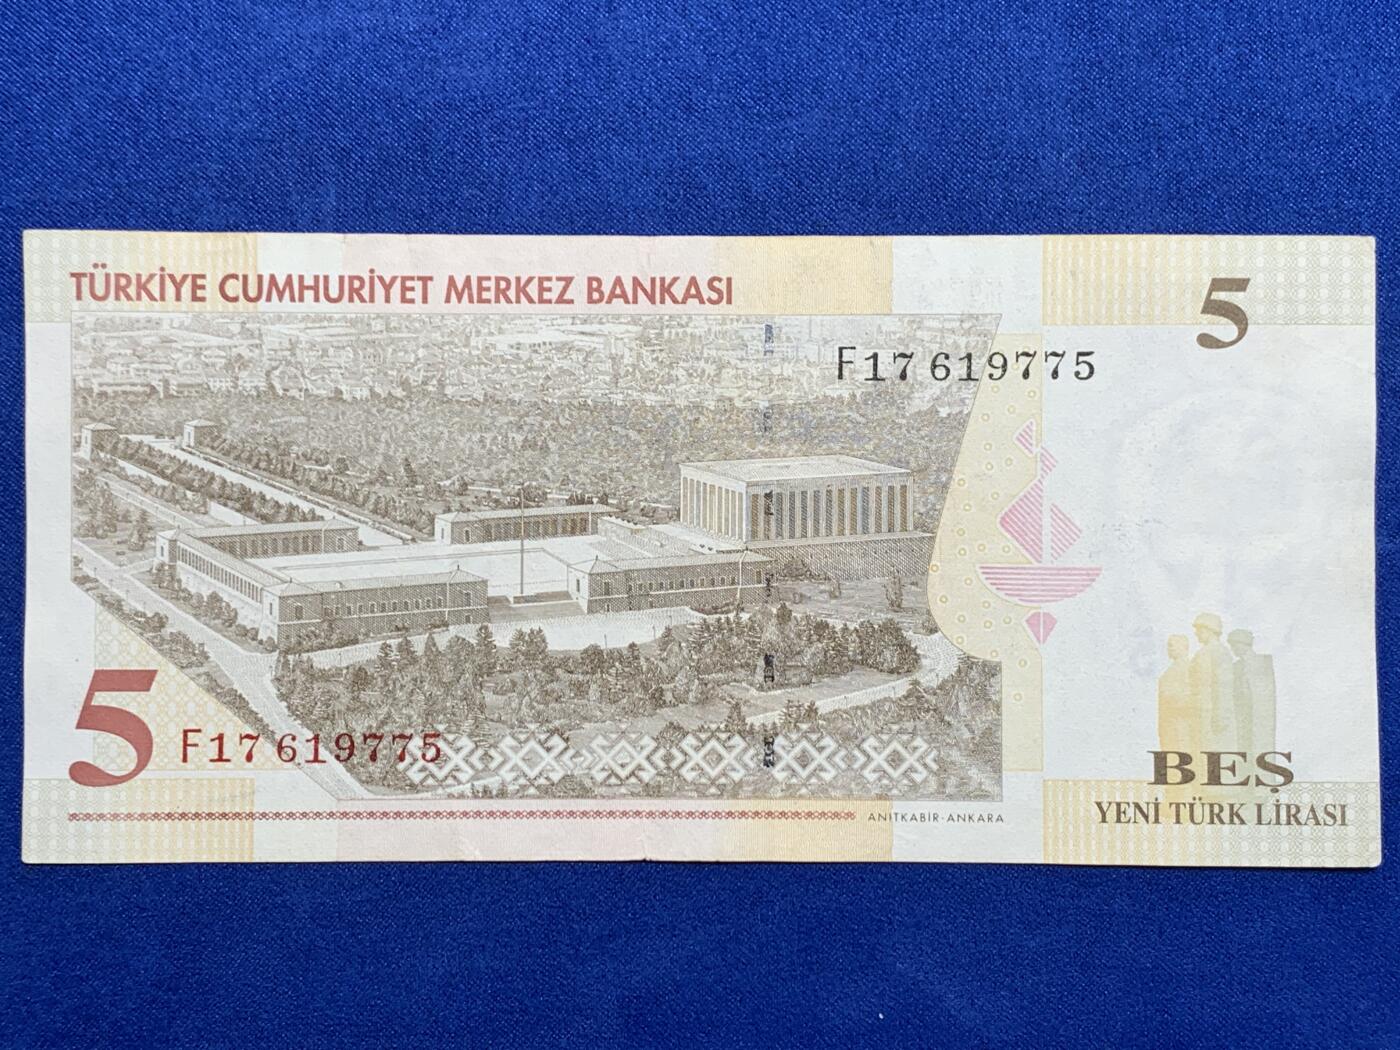 TÜRKİYE CUMHURİYET MERKEZ BANKASI
5
F17 619775
5
F17 619775
BEŞ
YENİ TÜRK LİRASI
ANITKABİR-ANKARA